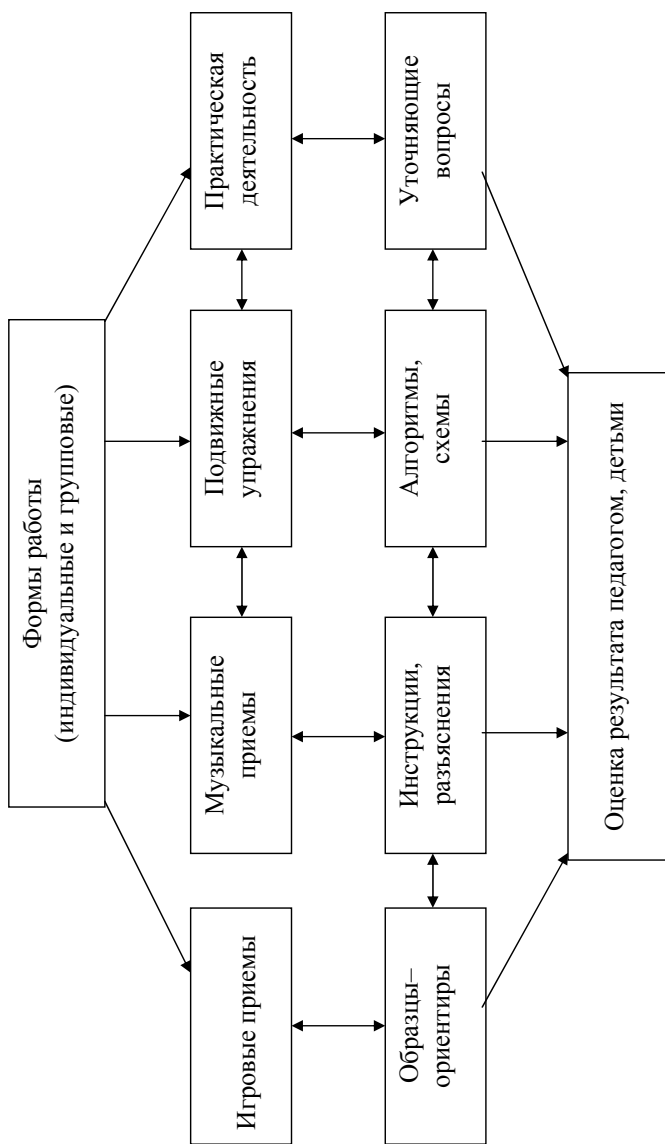 Формы работы
(индивидуальные и групповые)
Игровые приемы
Музыкальные
приемы
Подвижные
упражнения
Практическая
деятельность
Образцы–
ориентиры
Инструкции,
разъяснения
Алгоритмы,
схемы
Уточняющие
вопросы
Оценка результата педагогом, детьми